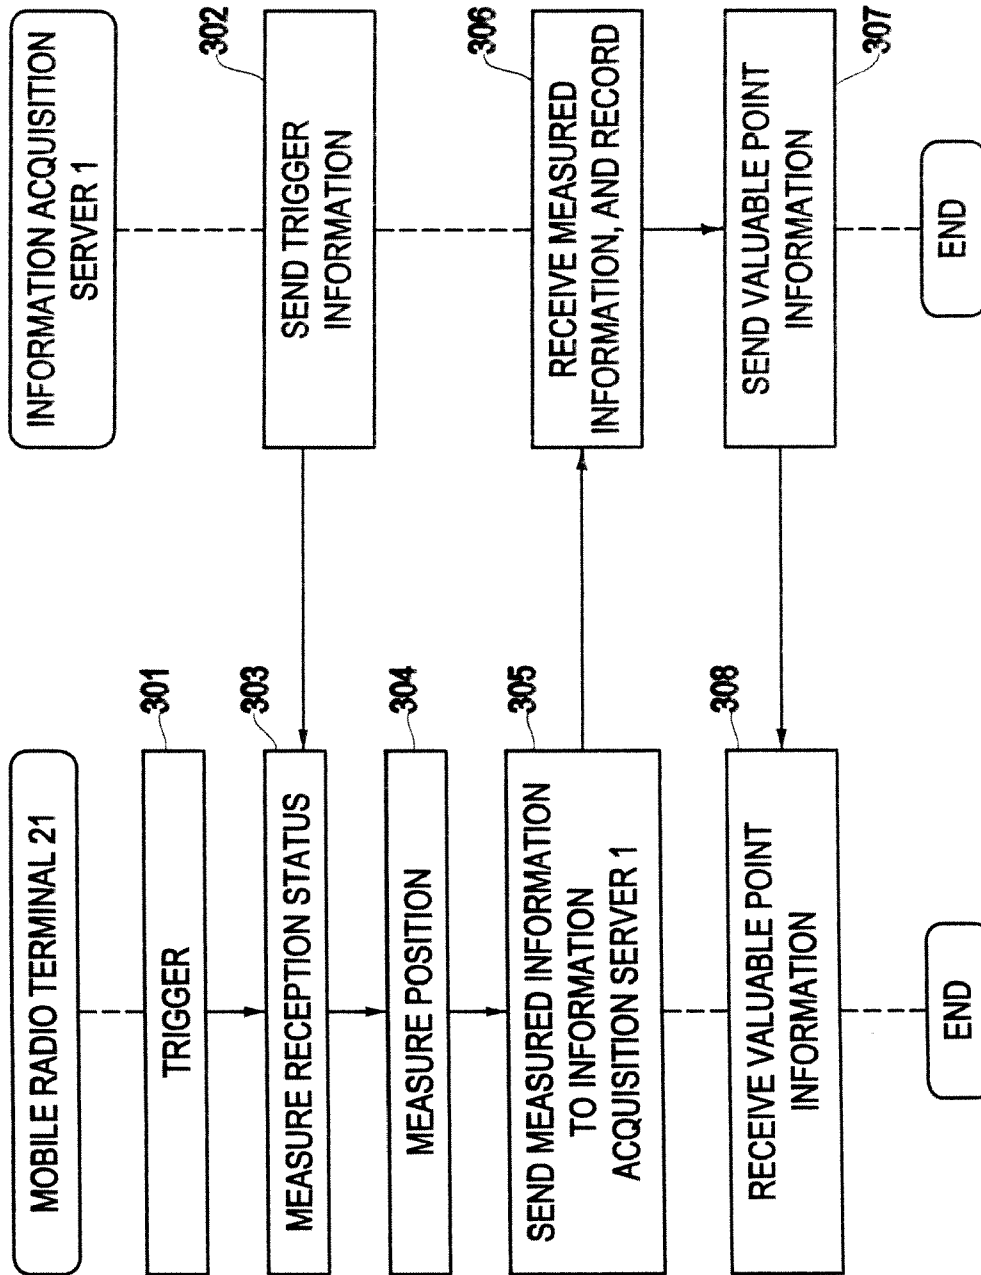 MOBILE RADIO TERMINAL 21
301
TRIGGER
303
MEASURE RECEPTION STATUS
304
MEASURE POSITION
305
SEND MEASURED INFORMATION
TO INFORMATION
ACQUISITION SERVER 1
308
RECEIVE VALUABLE POINT
INFORMATION
END
INFORMATION ACQUISITION
SERVER 1
302
SEND TRIGGER
INFORMATION
306
RECEIVE MEASURED
INFORMATION, AND RECORD
307
SEND VALUABLE POINT
INFORMATION
END